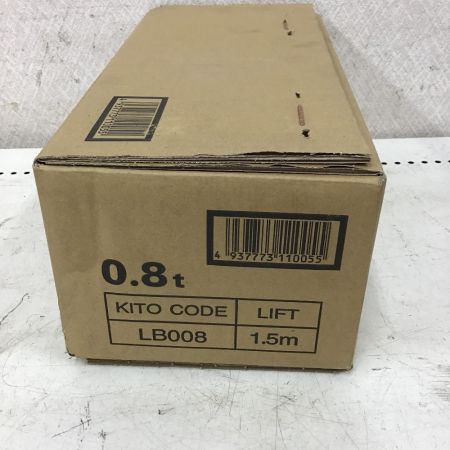 4 937773 110055
0.8t
KITO CODE LIFT
LB008 1.5m